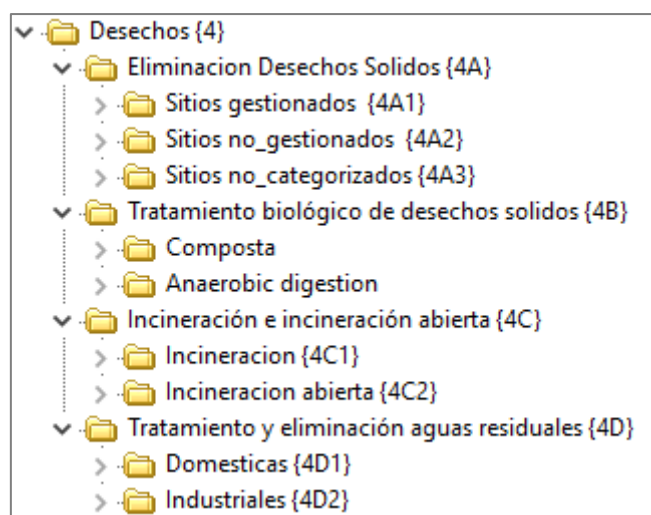 Desechos {4}
Eliminacion Desechos Solidos {4A}
Sitios gestionados {4A1}
Sitios no_gestionados {4A2}
Sitios no_categorizados {4A3}
Tratamiento biológico de desechos solidos {4B}
Composta
Anaerobic digestion
Incineración e incineración abierta {4C}
Incineracion {4C1}
Incineracion abierta {4C2}
Tratamiento y eliminación aguas residuales {4D}
Domesticas {4D1}
Industriales {4D2}